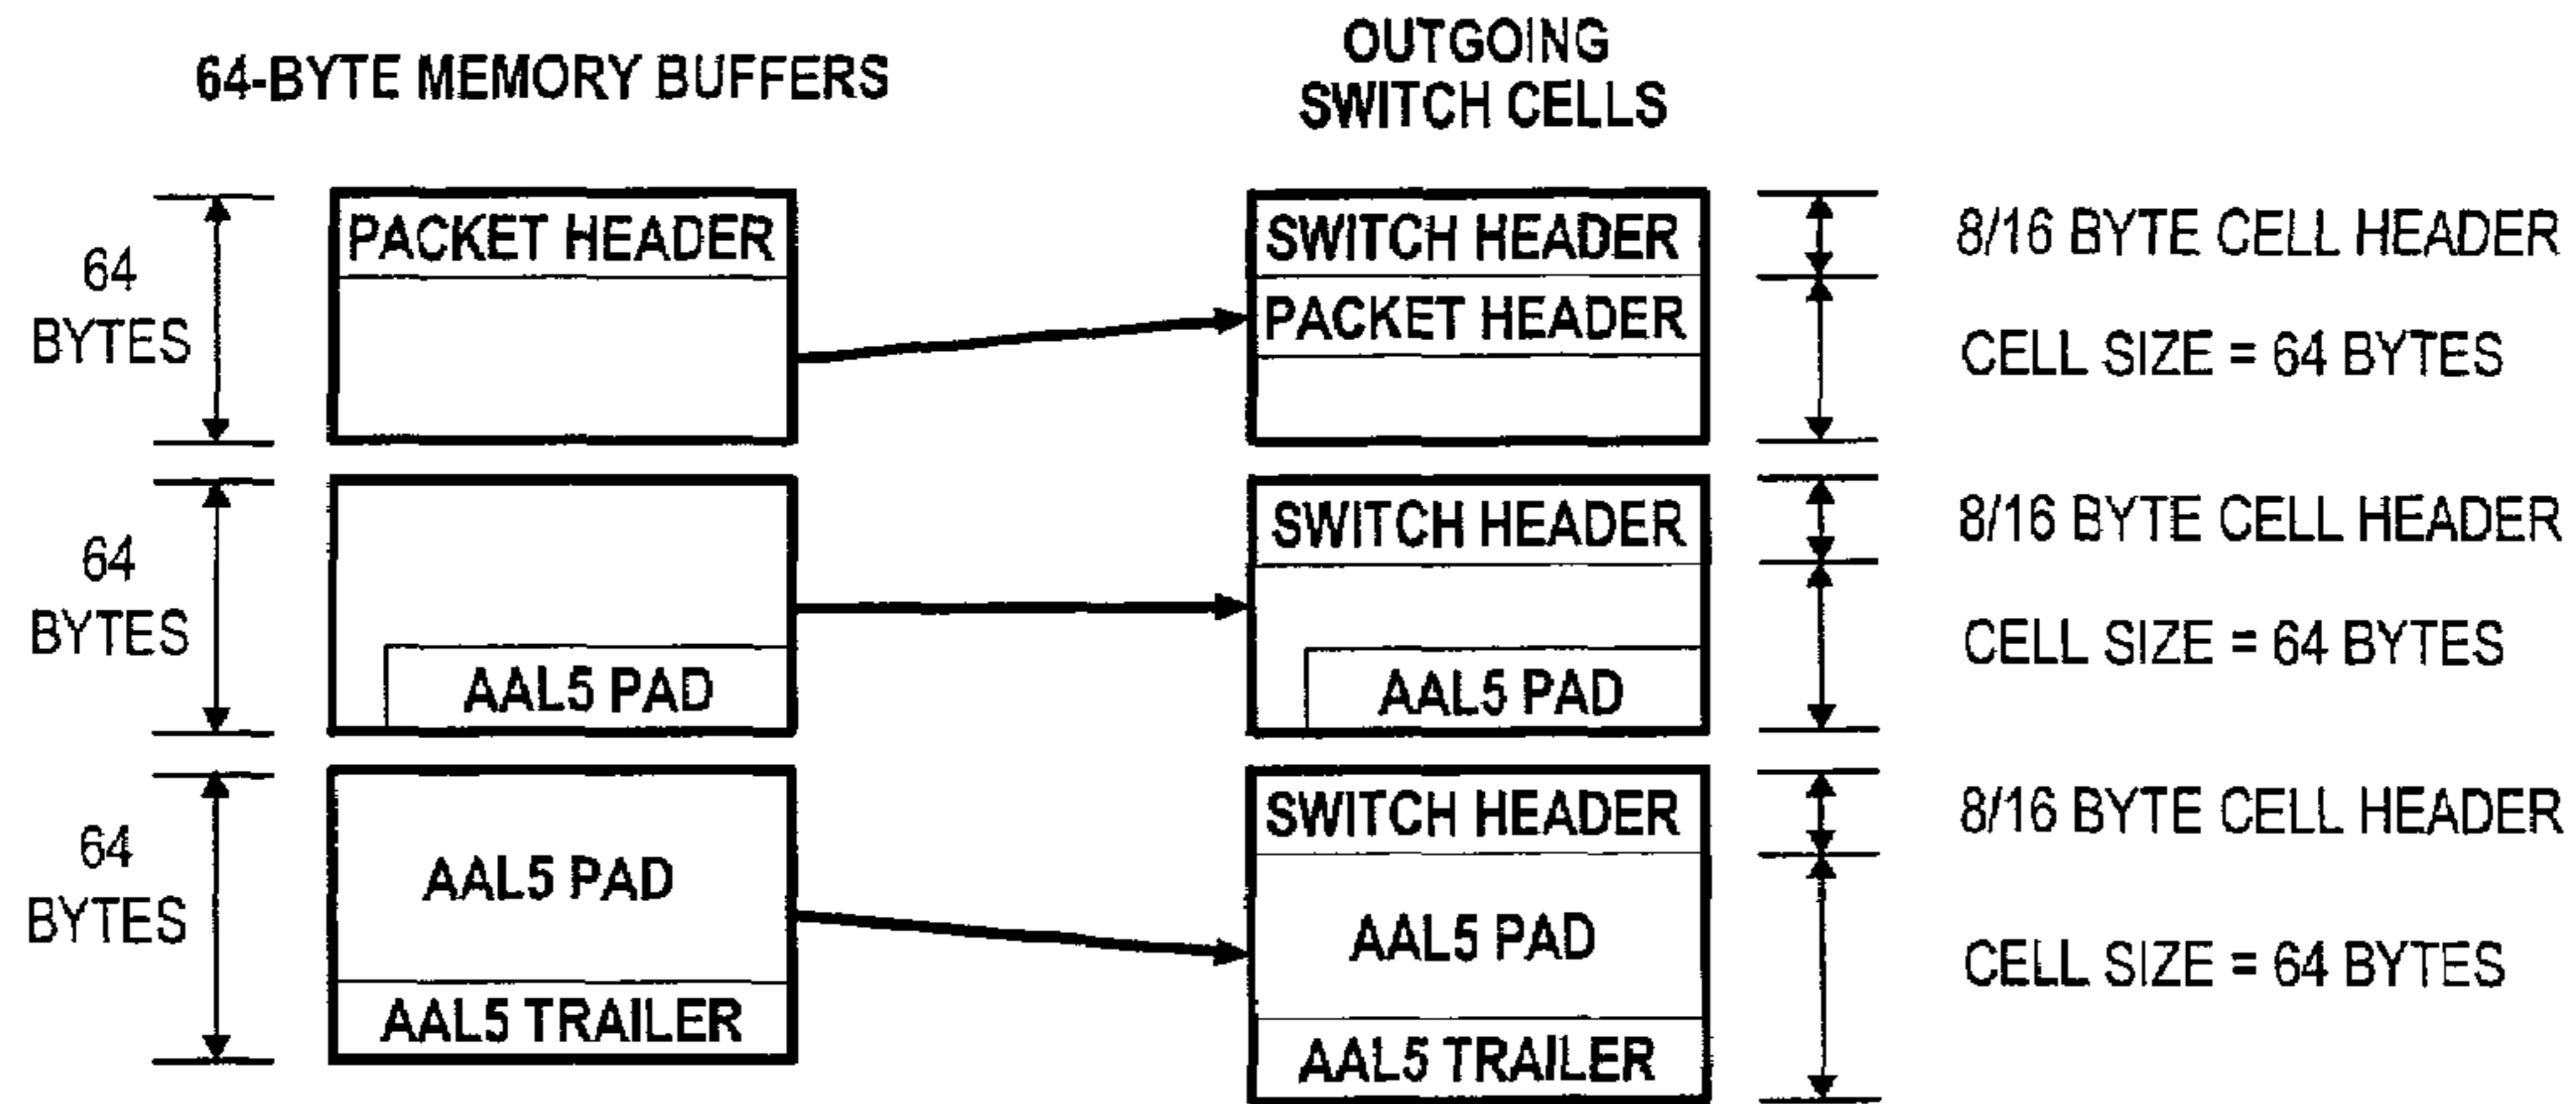 64-BYTE MEMORY BUFFERS
OUTGOING
SWITCH CELLS
64
BYTES
PACKET HEADER
SWITCH HEADER
PACKET HEADER
8/16 BYTE CELL HEADER
CELL SIZE = 64 BYTES
64
BYTES
AAL5 PAD
SWITCH HEADER
AAL5 PAD
8/16 BYTE CELL HEADER
CELL SIZE = 64 BYTES
64
BYTES
AAL5 PAD
AAL5 TRAILER
SWITCH HEADER
AAL5 PAD
AAL5 TRAILER
8/16 BYTE CELL HEADER
CELL SIZE = 64 BYTES